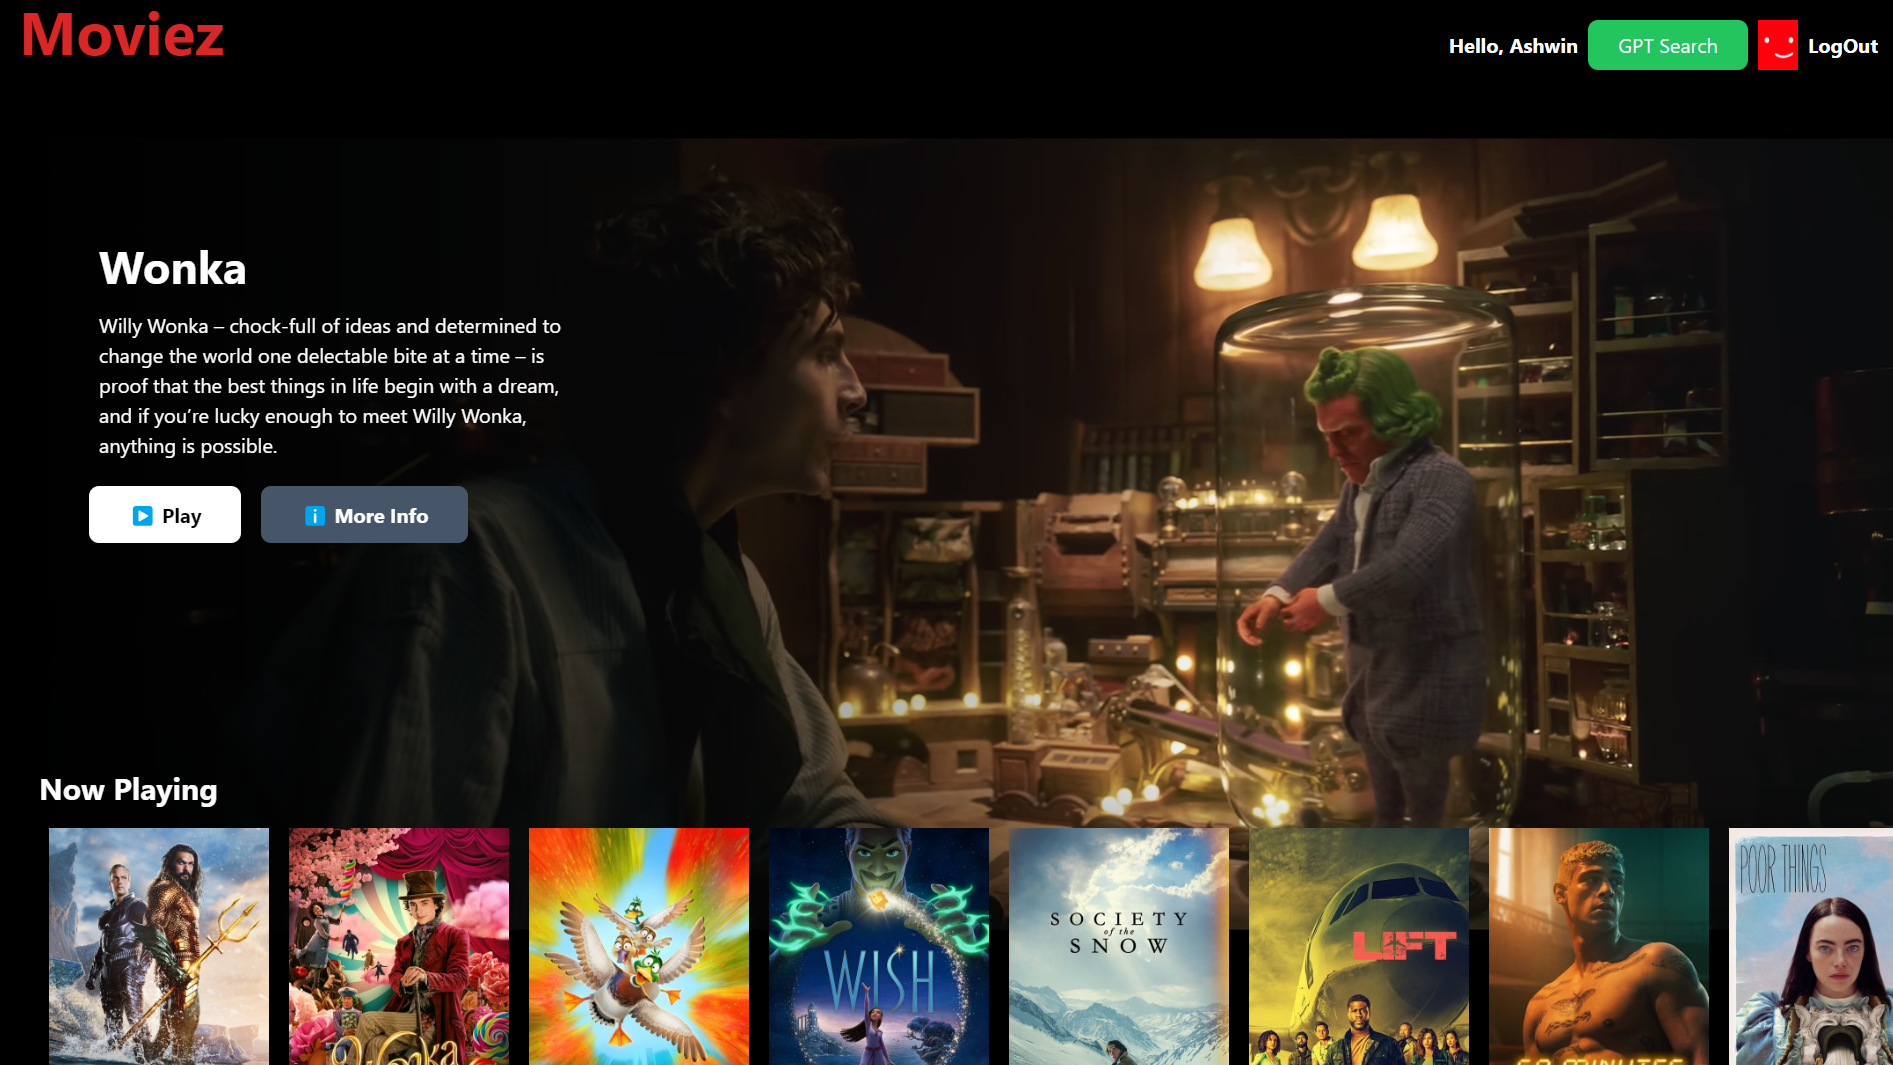 Moviez
Hello, Ashwin
GPT Search
LogOut
Wonka
Willy Wonka – chock-full of ideas and determined to
change the world one delectable bite at a time – is
proof that the best things in life begin with a dream,
and if you’re lucky enough to meet Willy Wonka,
anything is possible.
Play
More Info
Now Playing
Wonka
WISH
SOCIETY
of the
SNOW
LIFT
60 MINUTES
POOR THINGS